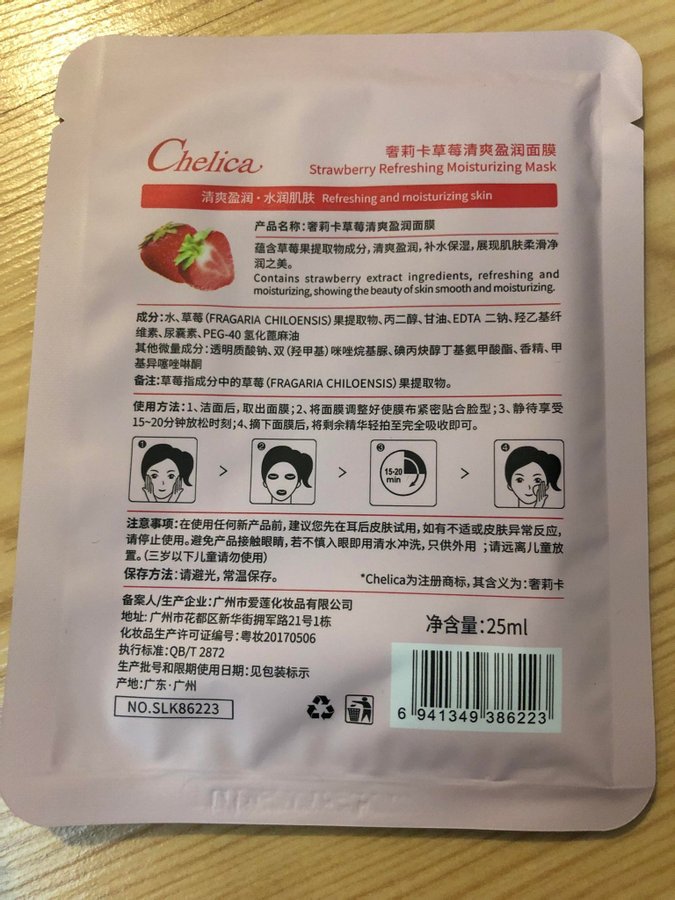 Chelica
奢莉卡草莓清爽盈润面膜
Strawberry Refreshing Moisturizing Mask
清爽盈润·水润肌肤 Refreshing and moisturizing skin
产品名称：奢莉卡草莓清爽盈润面膜
蕴含草莓果提取物成分，清爽盈润，补水保湿，展现肌肤柔滑净
润之美。
Contains strawberry extract ingredients, refreshing and
moisturizing, showing the beauty of skin smooth and moisturizing.
成分：水、草莓（FRAGARIA CHILOENSIS）果提取物、丙二醇、甘油、EDTA 二钠、羟乙基纤
维素、尿囊素、PEG-40 氢化蓖麻油
其他微量成分：透明质酸钠、双（羟甲基）咪唑烷基脲、碘丙炔醇丁基氨甲酸酯、香精、甲
基异噻唑啉酮
备注：草莓指成分中的草莓（FRAGARIA CHILOENSIS）果提取物。
使用方法：1、洁面后，取出面膜；2、将面膜调整好使膜布紧密贴合脸型；3、静待享受
15~20分钟放松时刻；4、摘下面膜后，将剩余精华轻拍至完全吸收即可。
1 > 2 > 3 > 4
15-20
min
注意事项：在使用任何新产品前，建议您先在耳后皮肤试用，如有不适或皮肤异常反应，
请停止使用。避免产品接触眼睛，若不慎入眼即用清水冲洗，只供外用；请远离儿童放
置。（三岁以下儿童请勿使用）
保存方法：请避光，常温保存。
*Chelica为注册商标，其含义为：奢莉卡
备案人/生产企业：广州市爱莲化妆品有限公司
地址：广州市花都区新华街拥军路21号1栋
化妆品生产许可证编号：粤妆20170506
执行标准：QB/T 2872
生产批号和限期使用日期：见包装标示
产地：广东·广州
NO.SLK86223
净含量：25ml
6 941349 386223